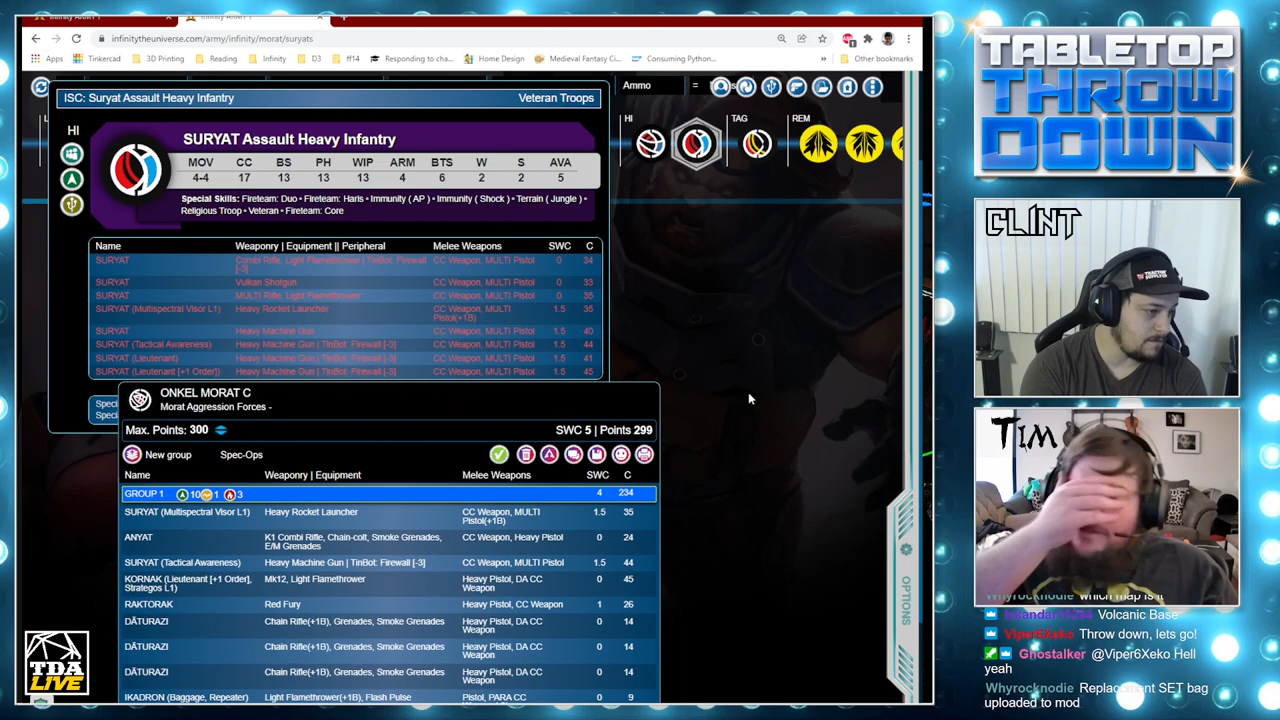 infinitytheuniverse.com/army/infinity/morat/suryats
Apps Tinkercad 3D Printing Reading Infinity D3 ff14 Responding to cha... Home Design Medieval Fantasy Ci... Consuming Python... » Other bookmarks
ISC: Suryat Assault Heavy Infantry Veteran Troops
Ammo =
HI
SURYAT Assault Heavy Infantry
MOV CC BS PH WIP ARM BTS W S AVA
4-4 17 13 13 13 4 6 2 2 5
Special Skills: Fireteam: Duo • Fireteam: Haris • Immunity ( AP ) • Immunity ( Shock ) • Terrain ( Jungle ) •
Religious Troop • Veteran • Fireteam: Core
HI TAG REM
Name Weaponry | Equipment || Peripheral Melee Weapons SWC C
SURYAT Combi Rifle, Light Flamethrower | TinBot: Firewall CC Weapon, MULTI Pistol 0 34
[-3]
SURYAT Vulkan Shotgun CC Weapon, MULTI Pistol 0 33
SURYAT MULTI Rifle, Light Flamethrower CC Weapon, MULTI Pistol 0 35
SURYAT (Multispectral Visor L1) Heavy Rocket Launcher CC Weapon, MULTI 1.5 35
Pistol(+1B)
SURYAT Heavy Machine Gun CC Weapon, MULTI Pistol 1.5 40
SURYAT (Tactical Awareness) Heavy Machine Gun | TinBot: Firewall [-3] CC Weapon, MULTI Pistol 1.5 44
SURYAT (Lieutenant) Heavy Machine Gun | TinBot: Firewall [-3] CC Weapon, MULTI Pistol 1.5 41
SURYAT (Lieutenant [+1 Order]) Heavy Machine Gun | TinBot: Firewall [-3] CC Weapon, MULTI Pistol 1.5 45
Speci
Speci
ONKEL MORAT C
Morat Aggression Forces -
Max. Points: 300 SWC 5 | Points 299
New group Spec-Ops
Name Weaponry | Equipment Melee Weapons SWC C
GROUP 1 10 1 3 4 234
SURYAT (Multispectral Visor L1) Heavy Rocket Launcher CC Weapon, MULTI 1.5 35
Pistol(+1B)
ANYAT K1 Combi Rifle, Chain-colt, Smoke Grenades, CC Weapon, Heavy Pistol 0 24
E/M Grenades
SURYAT (Tactical Awareness) Heavy Machine Gun | TinBot: Firewall [-3] CC Weapon, MULTI Pistol 1.5 44
KORNAK (Lieutenant [+1 Order], Mk12, Light Flamethrower Heavy Pistol, DA CC 0 45
Strategos L1) Weapon
RAKTORAK Red Fury Heavy Pistol, CC Weapon 1 26
DĀTURAZI Chain Rifle(+1B), Grenades, Smoke Grenades Heavy Pistol, DA CC 0 14
Weapon
DĀTURAZI Chain Rifle(+1B), Grenades, Smoke Grenades Heavy Pistol, DA CC 0 14
Weapon
DĀTURAZI Chain Rifle(+1B), Grenades, Smoke Grenades Heavy Pistol, DA CC 0 14
Weapon
IKADRON (Baggage, Repeater) Light Flamethrower(+1B), Flash Pulse Pistol, PARA CC 0 9
OPTIONS
TDA
LIVE
TABLETOP
THROW
DOWN
CLINT
TIM
Whyrocknodie which map is it
Volcanic Base
Viper6Xeko Throw down, lets go!
Ghostalker @Viper6Xeko Hell
yeah
Whyrocknodie Replacement SET bag
uploaded to mod